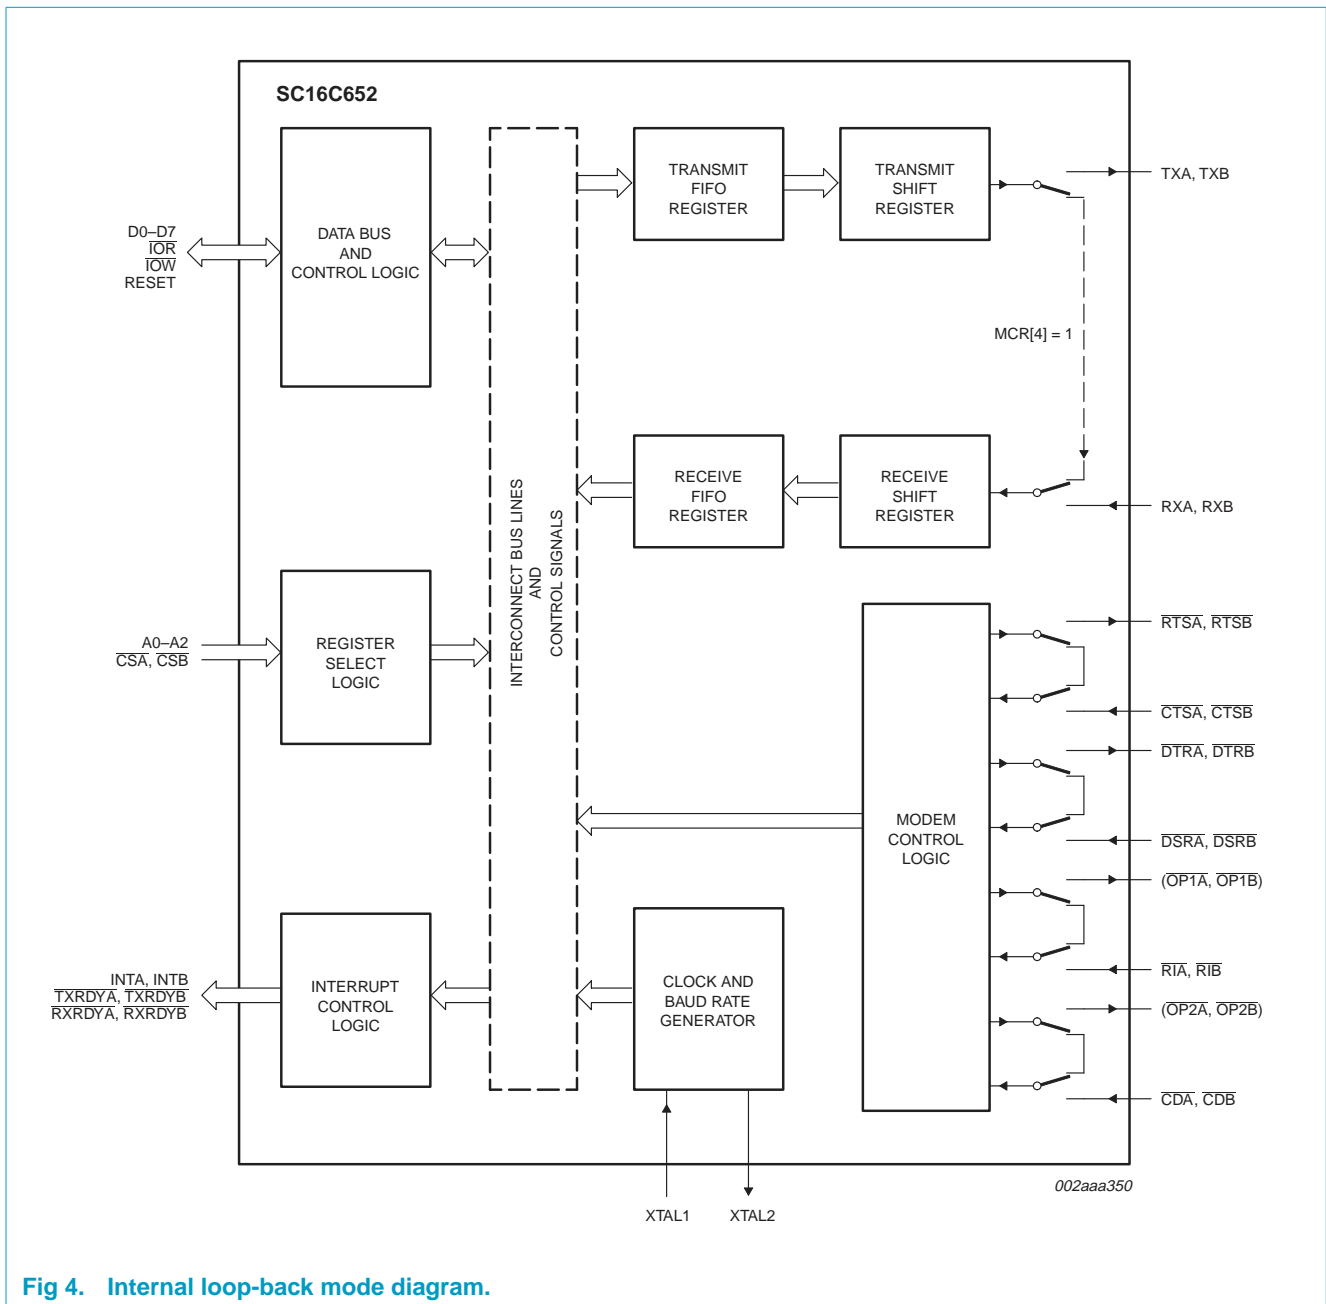 SC16C652
DATA BUS
AND
CONTROL LOGIC
D0–D7
IOR
IOW
RESET
TRANSMIT
FIFO
REGISTER
TRANSMIT
SHIFT
REGISTER
TXA, TXB
MCR[4] = 1
RECEIVE
FIFO
REGISTER
RECEIVE
SHIFT
REGISTER
RXA, RXB
INTERCONNECT BUS LINES
AND
CONTROL SIGNALS
A0–A2
CSA, CSB
REGISTER
SELECT
LOGIC
MODEM
CONTROL
LOGIC
RTSA, RTSB
CTSA, CTSB
DTRA, DTRB
DSRA, DSRB
(OP1A, OP1B)
RIA, RIB
(OP2A, OP2B)
CDA, CDB
INTA, INTB
TXRDYA, TXRDYB
RXRDYA, RXRDYB
INTERRUPT
CONTROL
LOGIC
CLOCK AND
BAUD RATE
GENERATOR
XTAL1
XTAL2
002aaa350
Fig 4. Internal loop-back mode diagram.